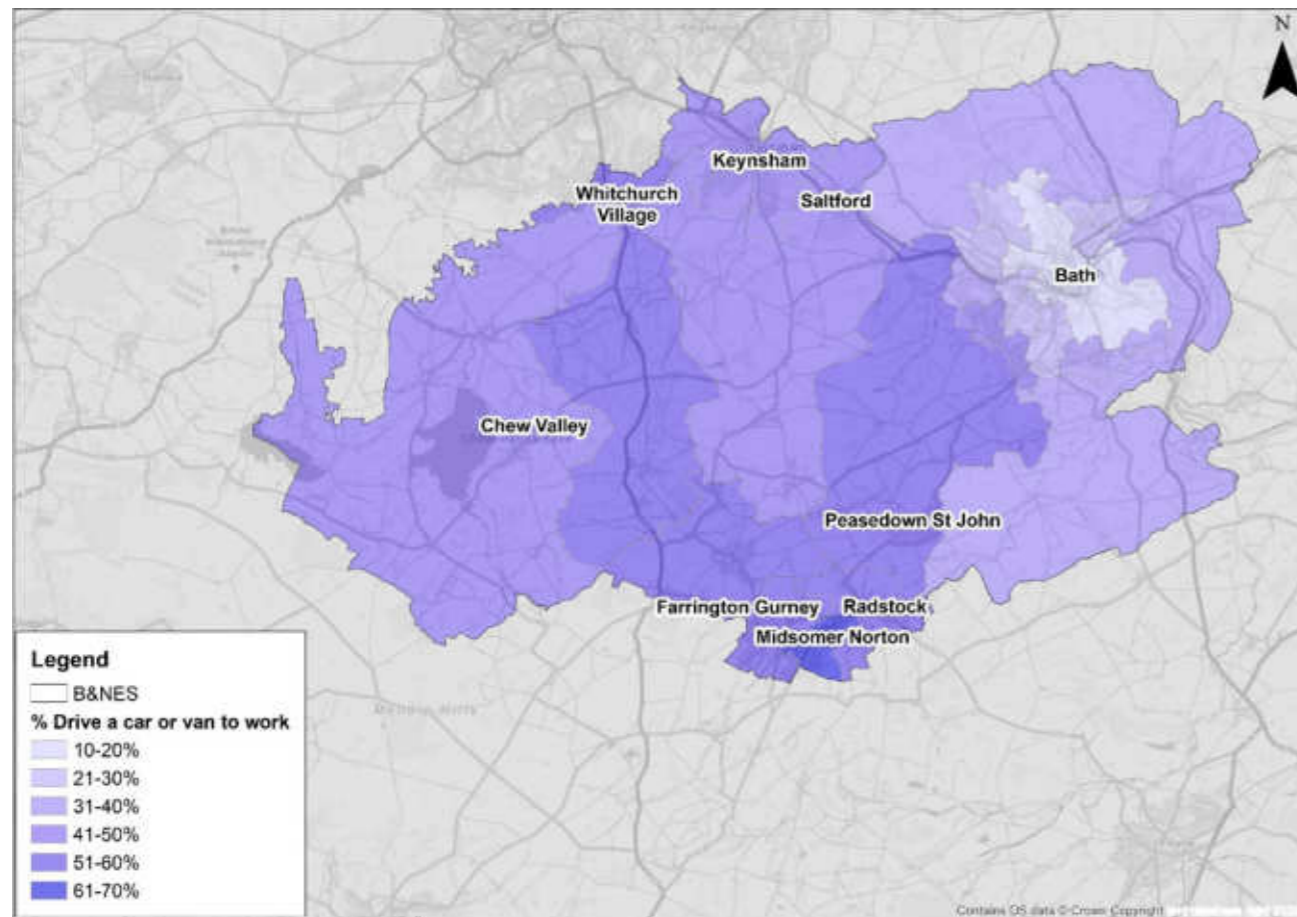 N
Keynsham
Whitchurch
Village
Saltford
Bath
Chew Valley
Peasedown St John
Farrington Gurney
Radstock
Midsomer Norton
Legend
B&NES
% Drive a car or van to work
10-20%
21-30%
31-40%
41-50%
51-60%
61-70%
Contains OS data © Crown Copyright